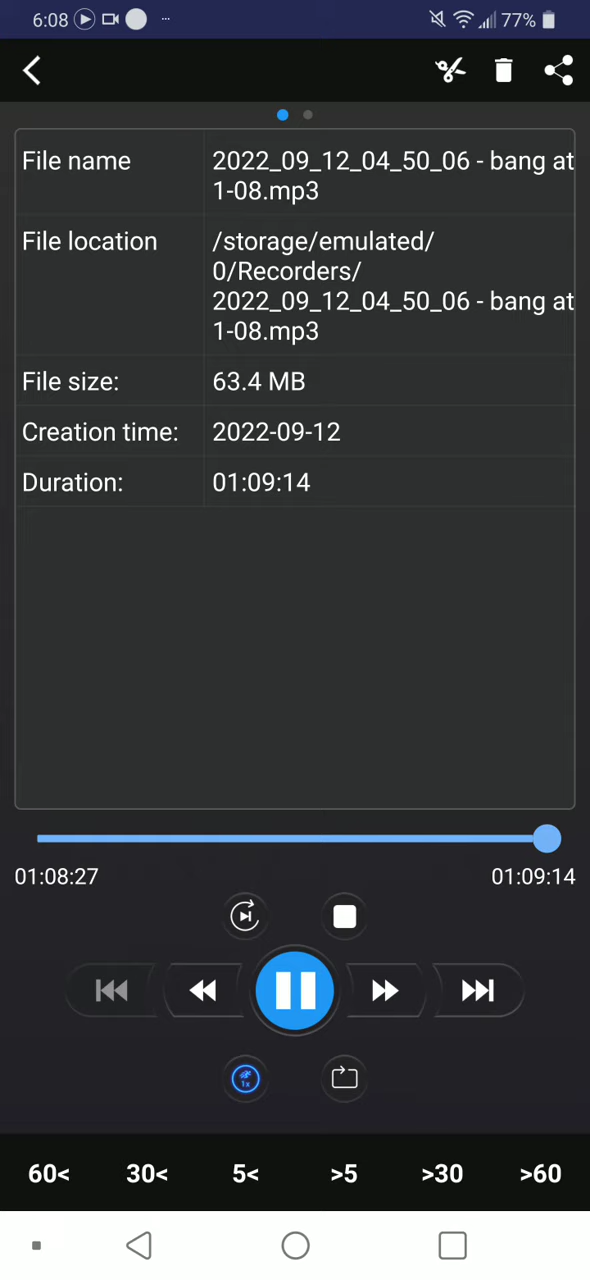 6:08 77%
File name 2022_09_12_04_50_06 - bang at
1-08.mp3
File location /storage/emulated/
0/Recorders/
2022_09_12_04_50_06 - bang at
1-08.mp3
File size: 63.4 MB
Creation time: 2022-09-12
Duration: 01:09:14
01:08:27 01:09:14
1x
60< 30< 5< >5 >30 >60